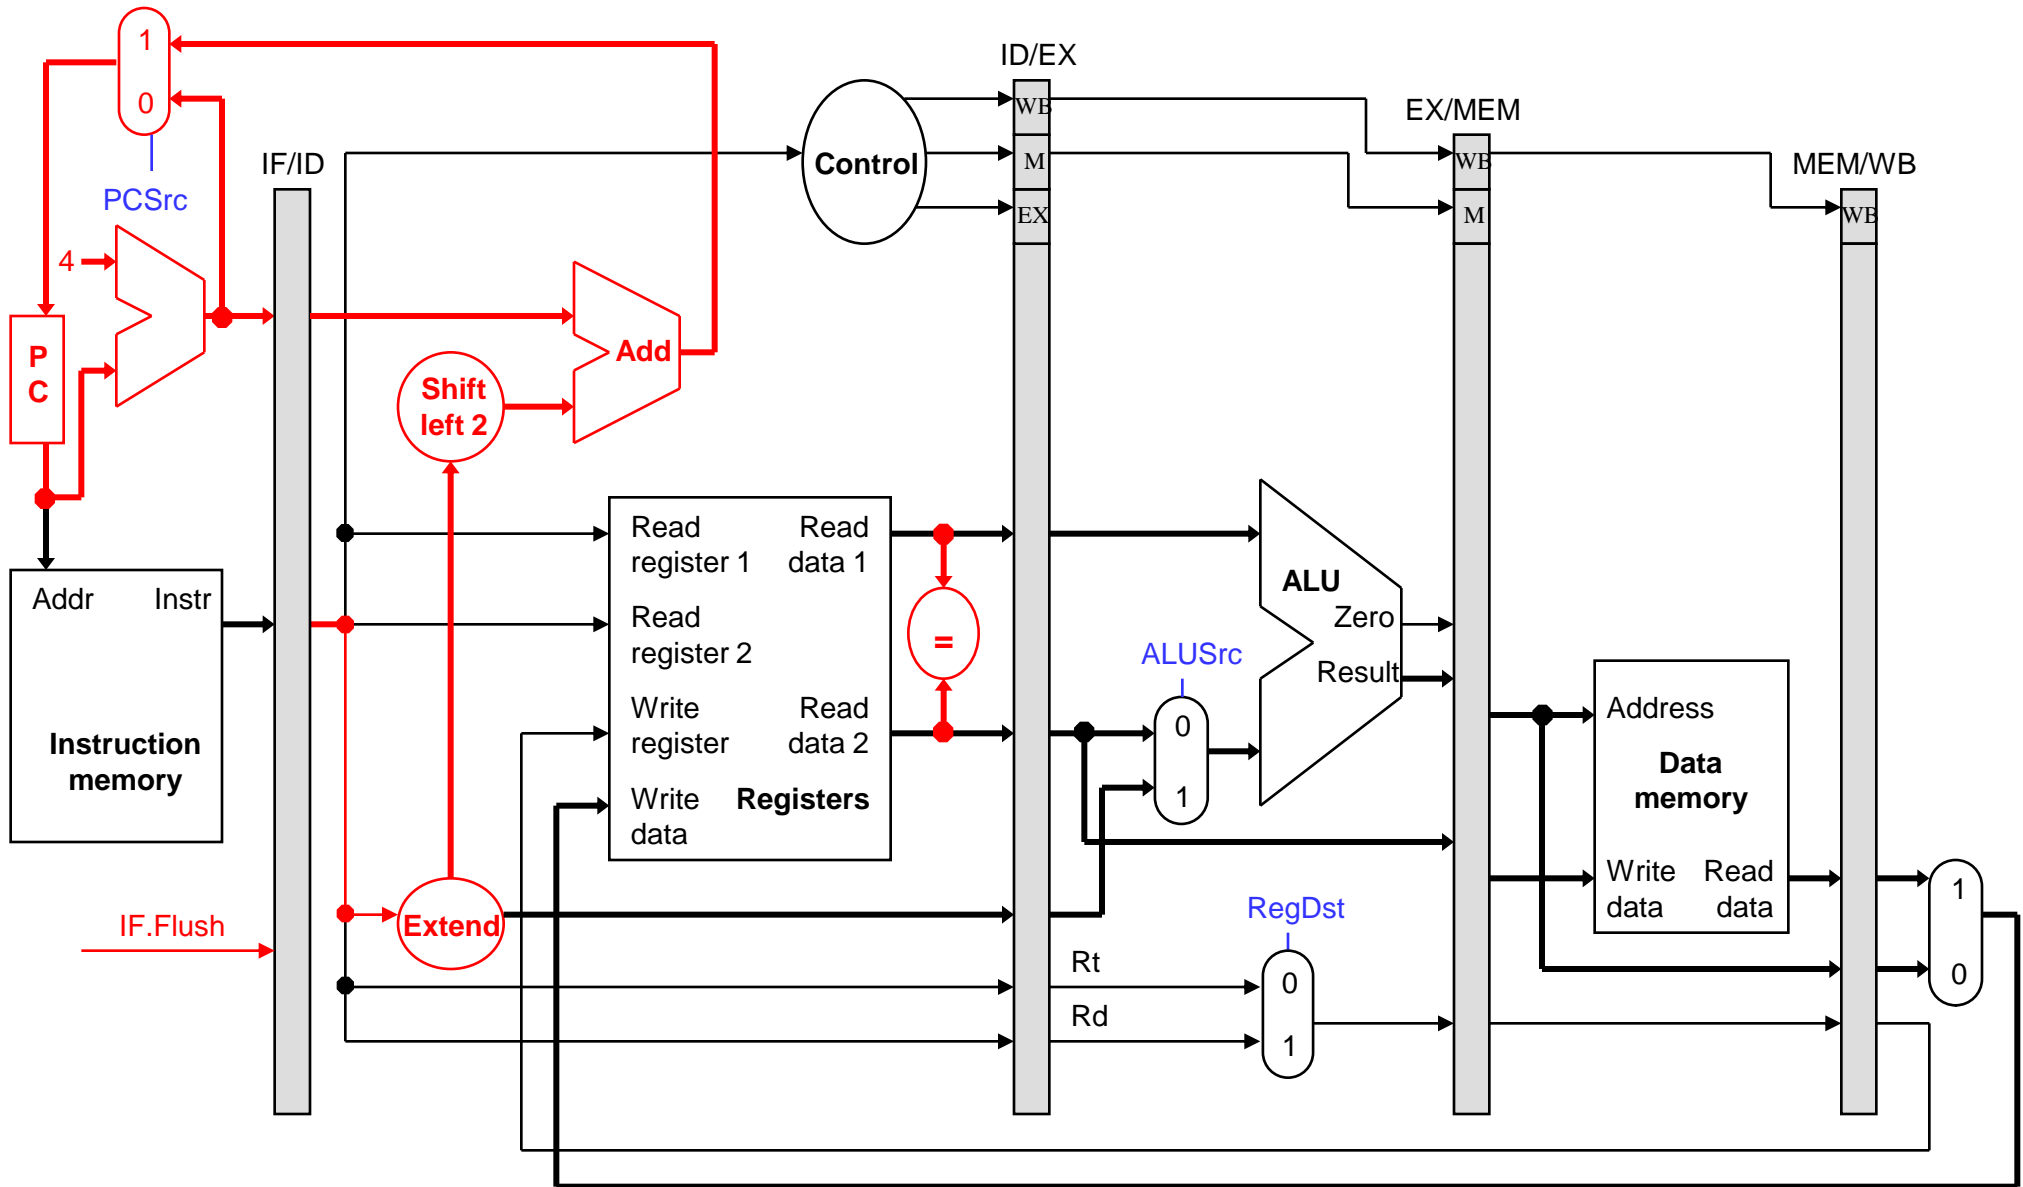 1
0
PCSrc
4
P
C
Addr
Instr
Instruction
memory
IF.Flush
IF/ID
Shift
left 2
Add
Extend
Read
register 1
Read
data 1
Read
register 2
Write
register
Read
data 2
Write
data
Registers
=
Control
ID/EX
WB
M
EX
ALUSrc
0
1
ALU
Zero
Result
Rt
Rd
RegDst
0
1
EX/MEM
WB
M
Address
Data
memory
Write
data
Read
data
MEM/WB
WB
1
0